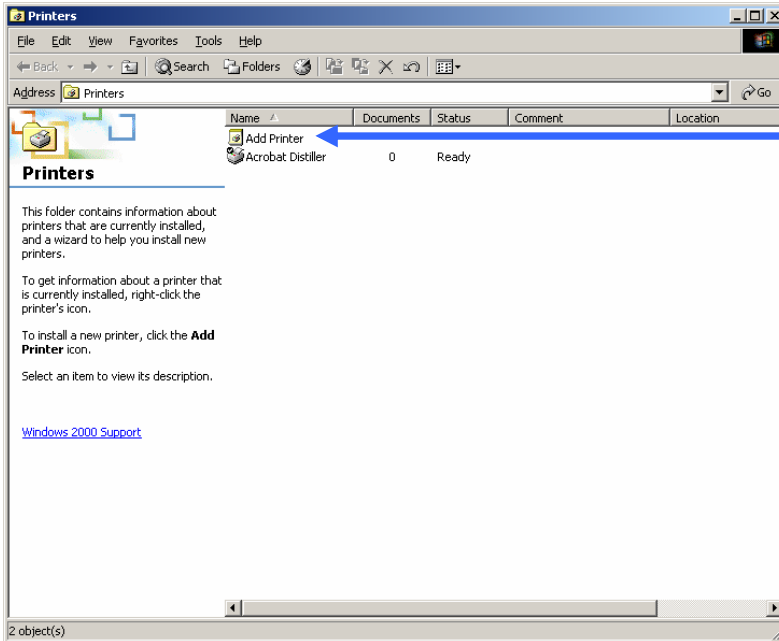 Printers
File Edit View Favorites Tools Help
Back Search Folders
Address Printers Go
Name Documents Status Comment Location
Add Printer
Acrobat Distiller 0 Ready
Printers
This folder contains information about
printers that are currently installed,
and a wizard to help you install new
printers.
To get information about a printer that
is currently installed, right-click the
printer's icon.
To install a new printer, click the Add
Printer icon.
Select an item to view its description.
Windows 2000 Support
2 object(s)